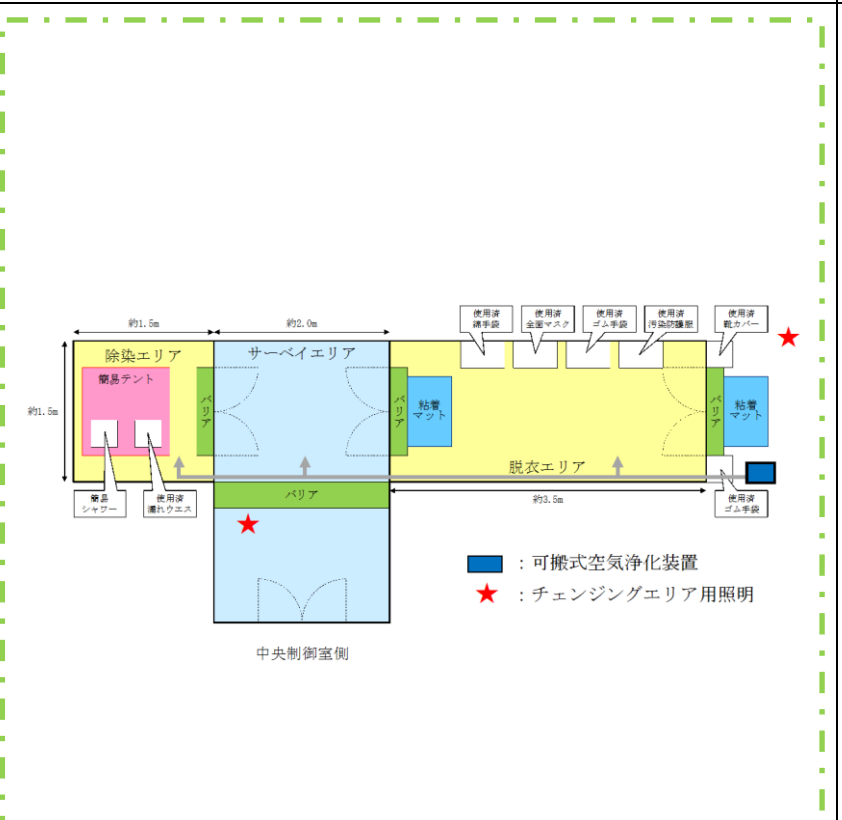 使用済
綿手袋
使用済
全面マスク
使用済
ゴム手袋
使用済
汚染防護服
使用済
靴カバー
約1.5m
約2.0m
除染エリア
サーベイエリア
簡易テント
約1.5m
バリア
バリア
粘着
マット
バリア
粘着
マット
脱衣エリア
簡易
シャワー
使用済
濡れウエス
バリア
約3.5m
使用済
ゴム手袋
：可搬式空気浄化装置
：チェンジングエリア用照明
中央制御室側